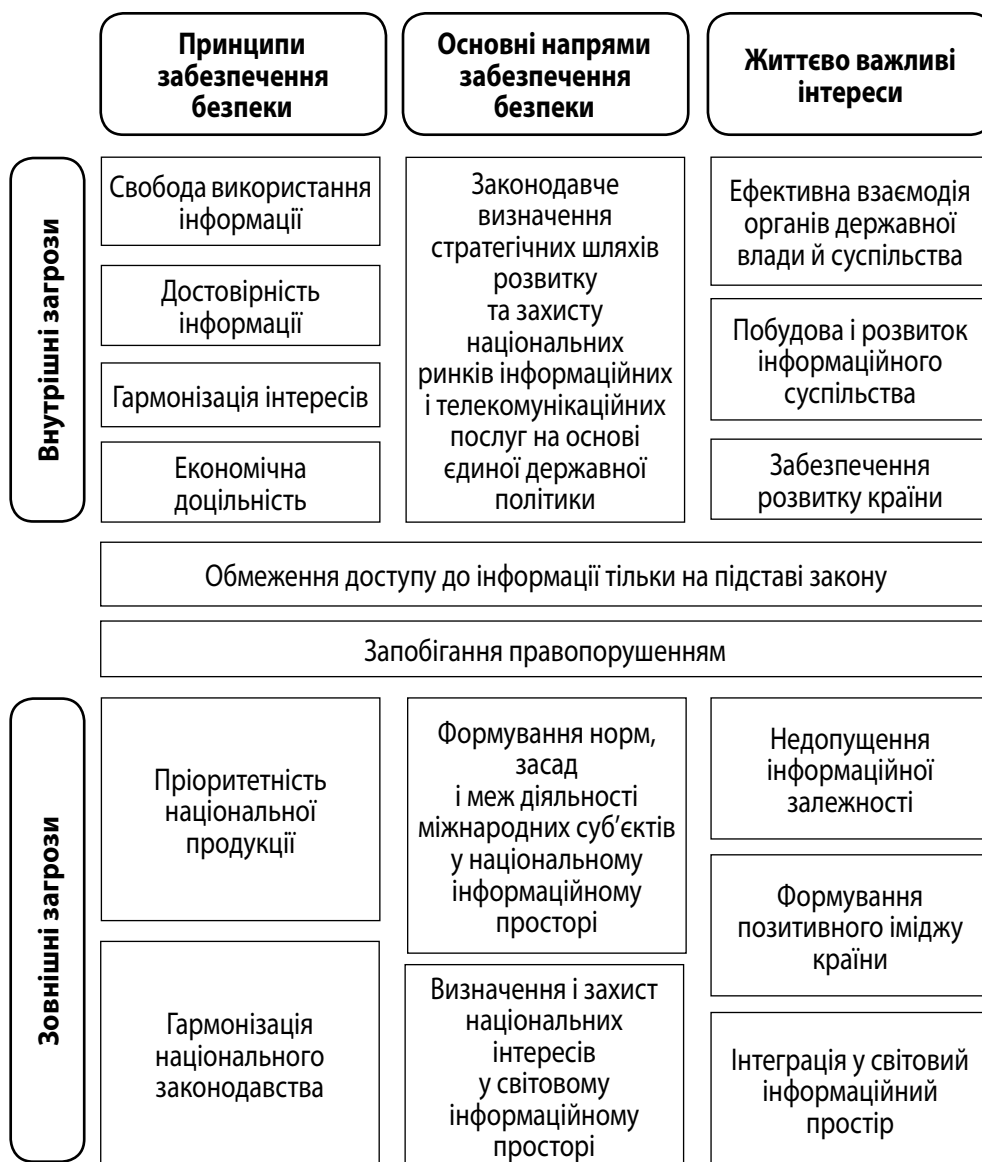 Принципи
забезпечення
безпеки
Основні напрями
забезпечення
безпеки
Життєво важливі
інтереси
Внутрішні загрози
Свобода використання
інформації
Достовірність
інформації
Гармонізація інтересів
Економічна
доцільність
Законодавче
визначення
стратегічних шляхів
розвитку
та захисту
національних
ринків інформаційних
і телекомунікаційних
послуг на основі
єдиної державної
політики
Ефективна взаємодія
органів державної
влади й суспільства
Побудова і розвиток
інформаційного
суспільства
Забезпечення
розвитку країни
Обмеження доступу до інформації тільки на підставі закону
Запобігання правопорушенням
Зовнішні загрози
Пріоритетність
національної
продукції
Гармонізація
національного
законодавства
Формування норм,
засад
і меж діяльності
міжнародних суб’єктів
у національному
інформаційному
просторі
Визначення і захист
національних
інтересів
у світовому
інформаційному
просторі
Недопущення
інформаційної
залежності
Формування
позитивного іміджу
країни
Інтеграція у світовий
інформаційний
простір